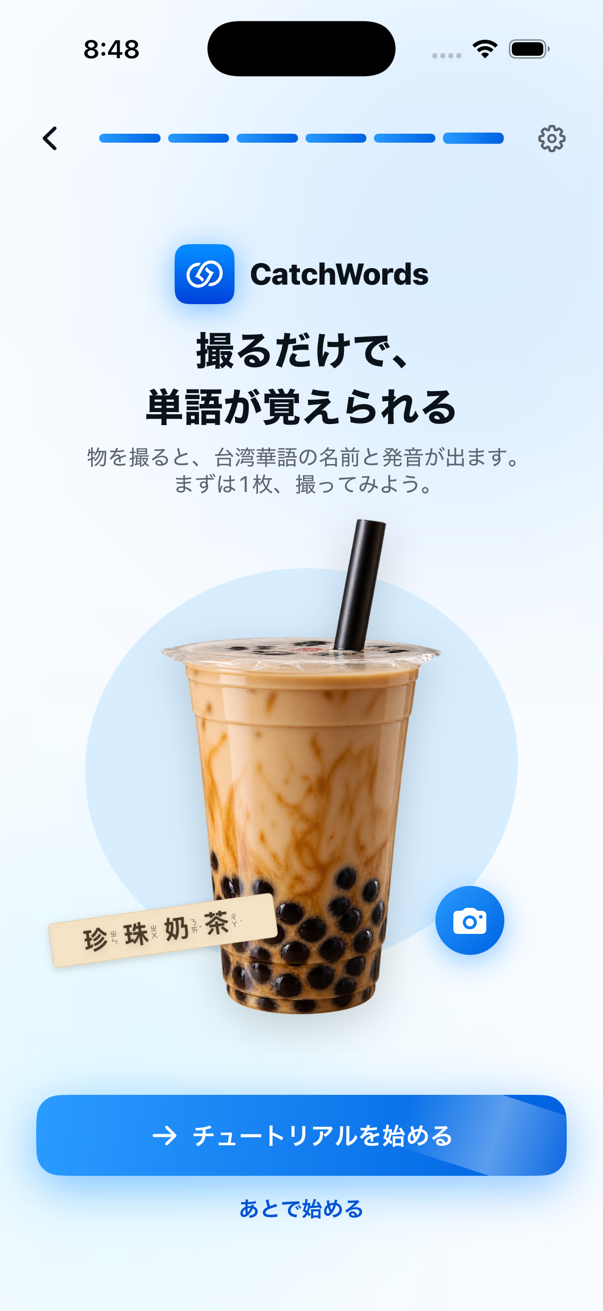 8:48
CatchWords
撮るだけで、
単語が覚えられる
物を撮ると、台湾華語の名前と発音が出ます。
まずは1枚、撮ってみよう。
珍珠奶茶
チュートリアルを始める
あとで始める